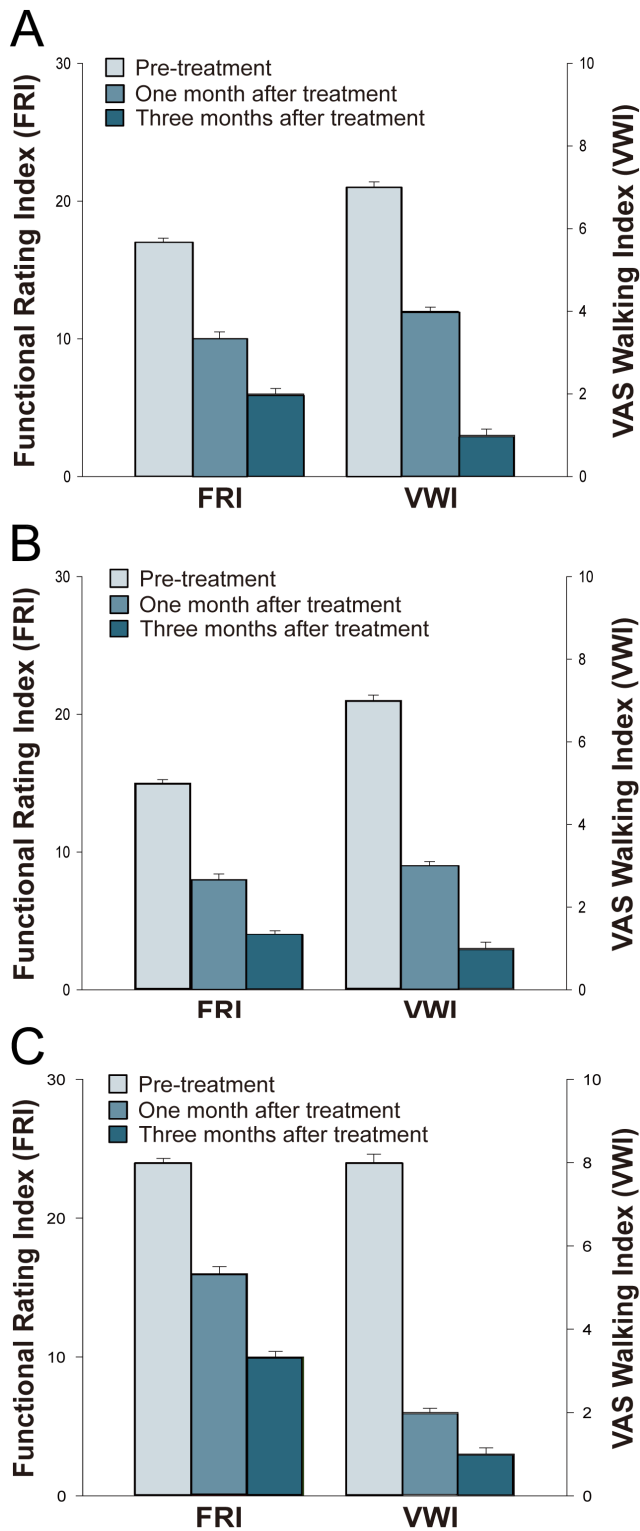 A
Functional Rating Index (FRI)
30
20
10
0
Pre-treatment
One month after treatment
Three months after treatment
10
8
6
4
2
0
VAS Walking Index (VWI)
FRI
VWI
B
Functional Rating Index (FRI)
30
20
10
0
Pre-treatment
One month after treatment
Three months after treatment
10
8
6
4
2
0
VAS Walking Index (VWI)
FRI
VWI
C
Functional Rating Index (FRI)
30
20
10
0
Pre-treatment
One month after treatment
Three months after treatment
10
8
6
4
2
0
VAS Walking Index (VWI)
FRI
VWI